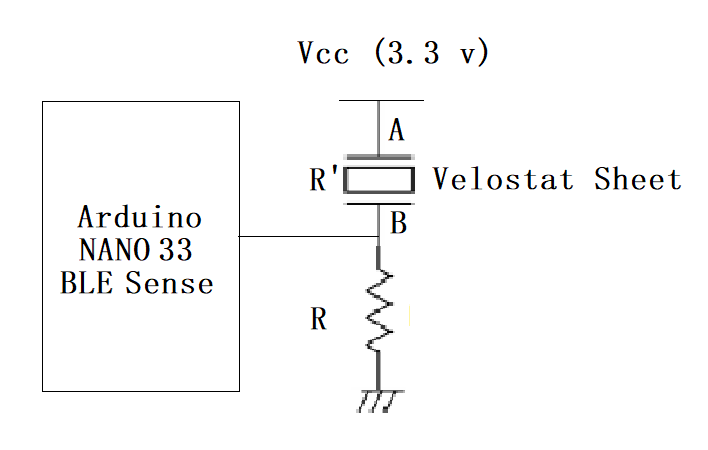 Vcc (3.3 v)
A
R'
Velostat Sheet
B
Arduino
NANO 33
BLE Sense
R